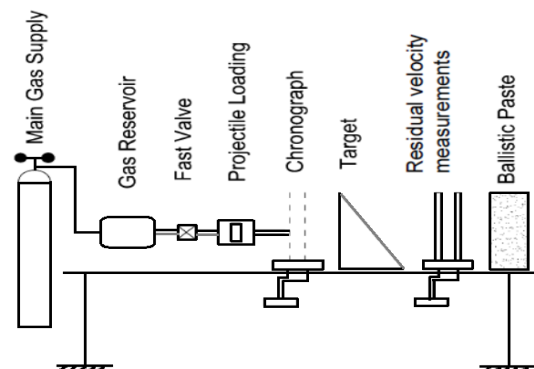 Main Gas Supply
Gas Reservoir
Fast Valve
Projectile Loading
Chronograph
Target
Residual velocity
measurements
Ballistic Paste